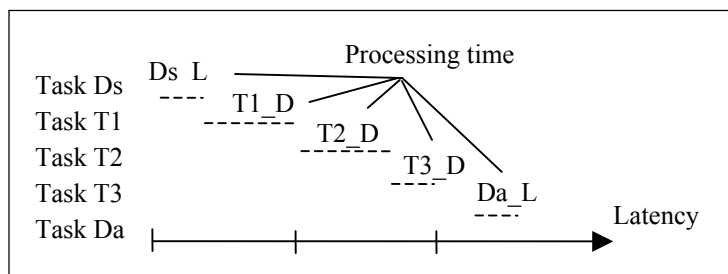 Processing time
Task Ds Ds_L
Task T1 T1_D
Task T2 T2_D
Task T3 T3_D
Task Da Da_L
Latency